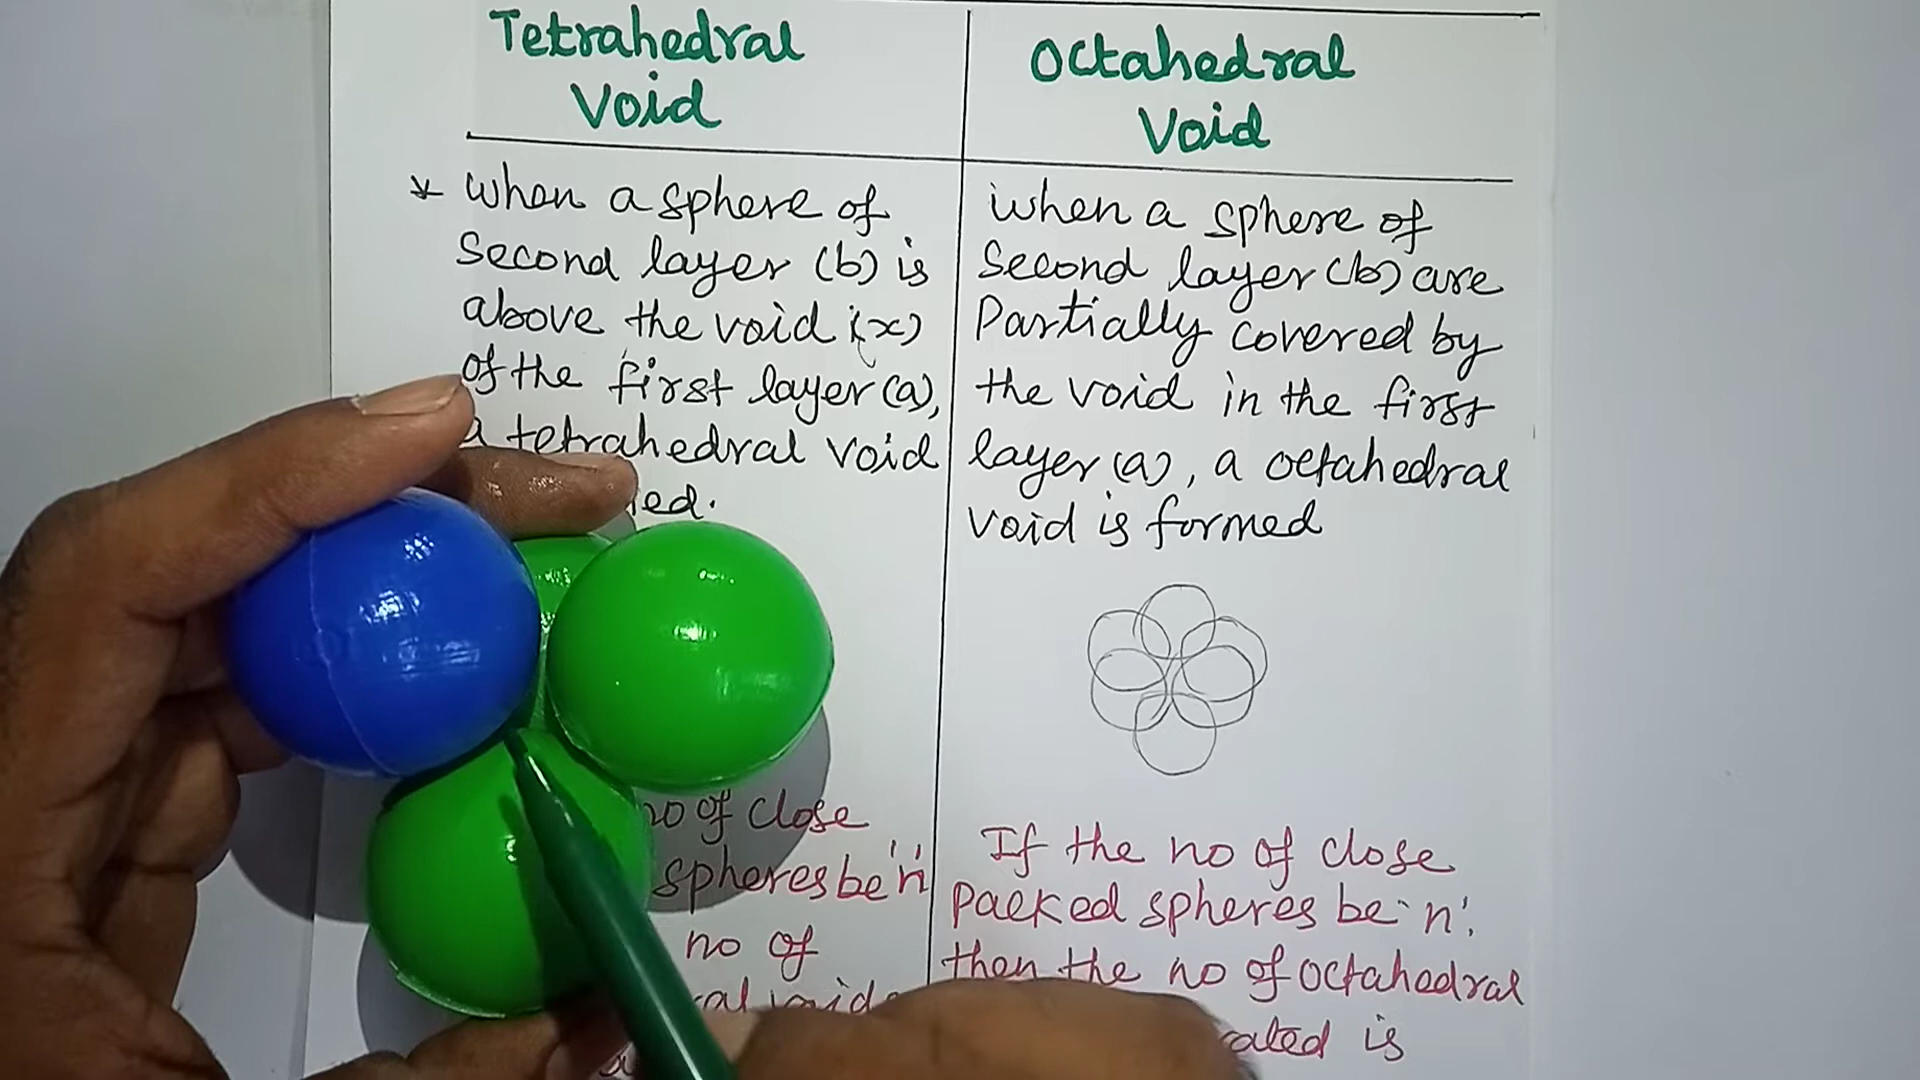 Tetrahedral
Void
* when a sphere of
second layer (b) is
above the void (x)
of the first layer (a),
a tetrahedral void
no of close
spheres be 'n'
no of
Octahedral
Void
when a sphere of
Second layer (b) are
Partially covered by
the void in the first
layer (a), a octahedral
void is formed
If the no of close
Packed spheres be 'n'.
then the no of octahedral
is